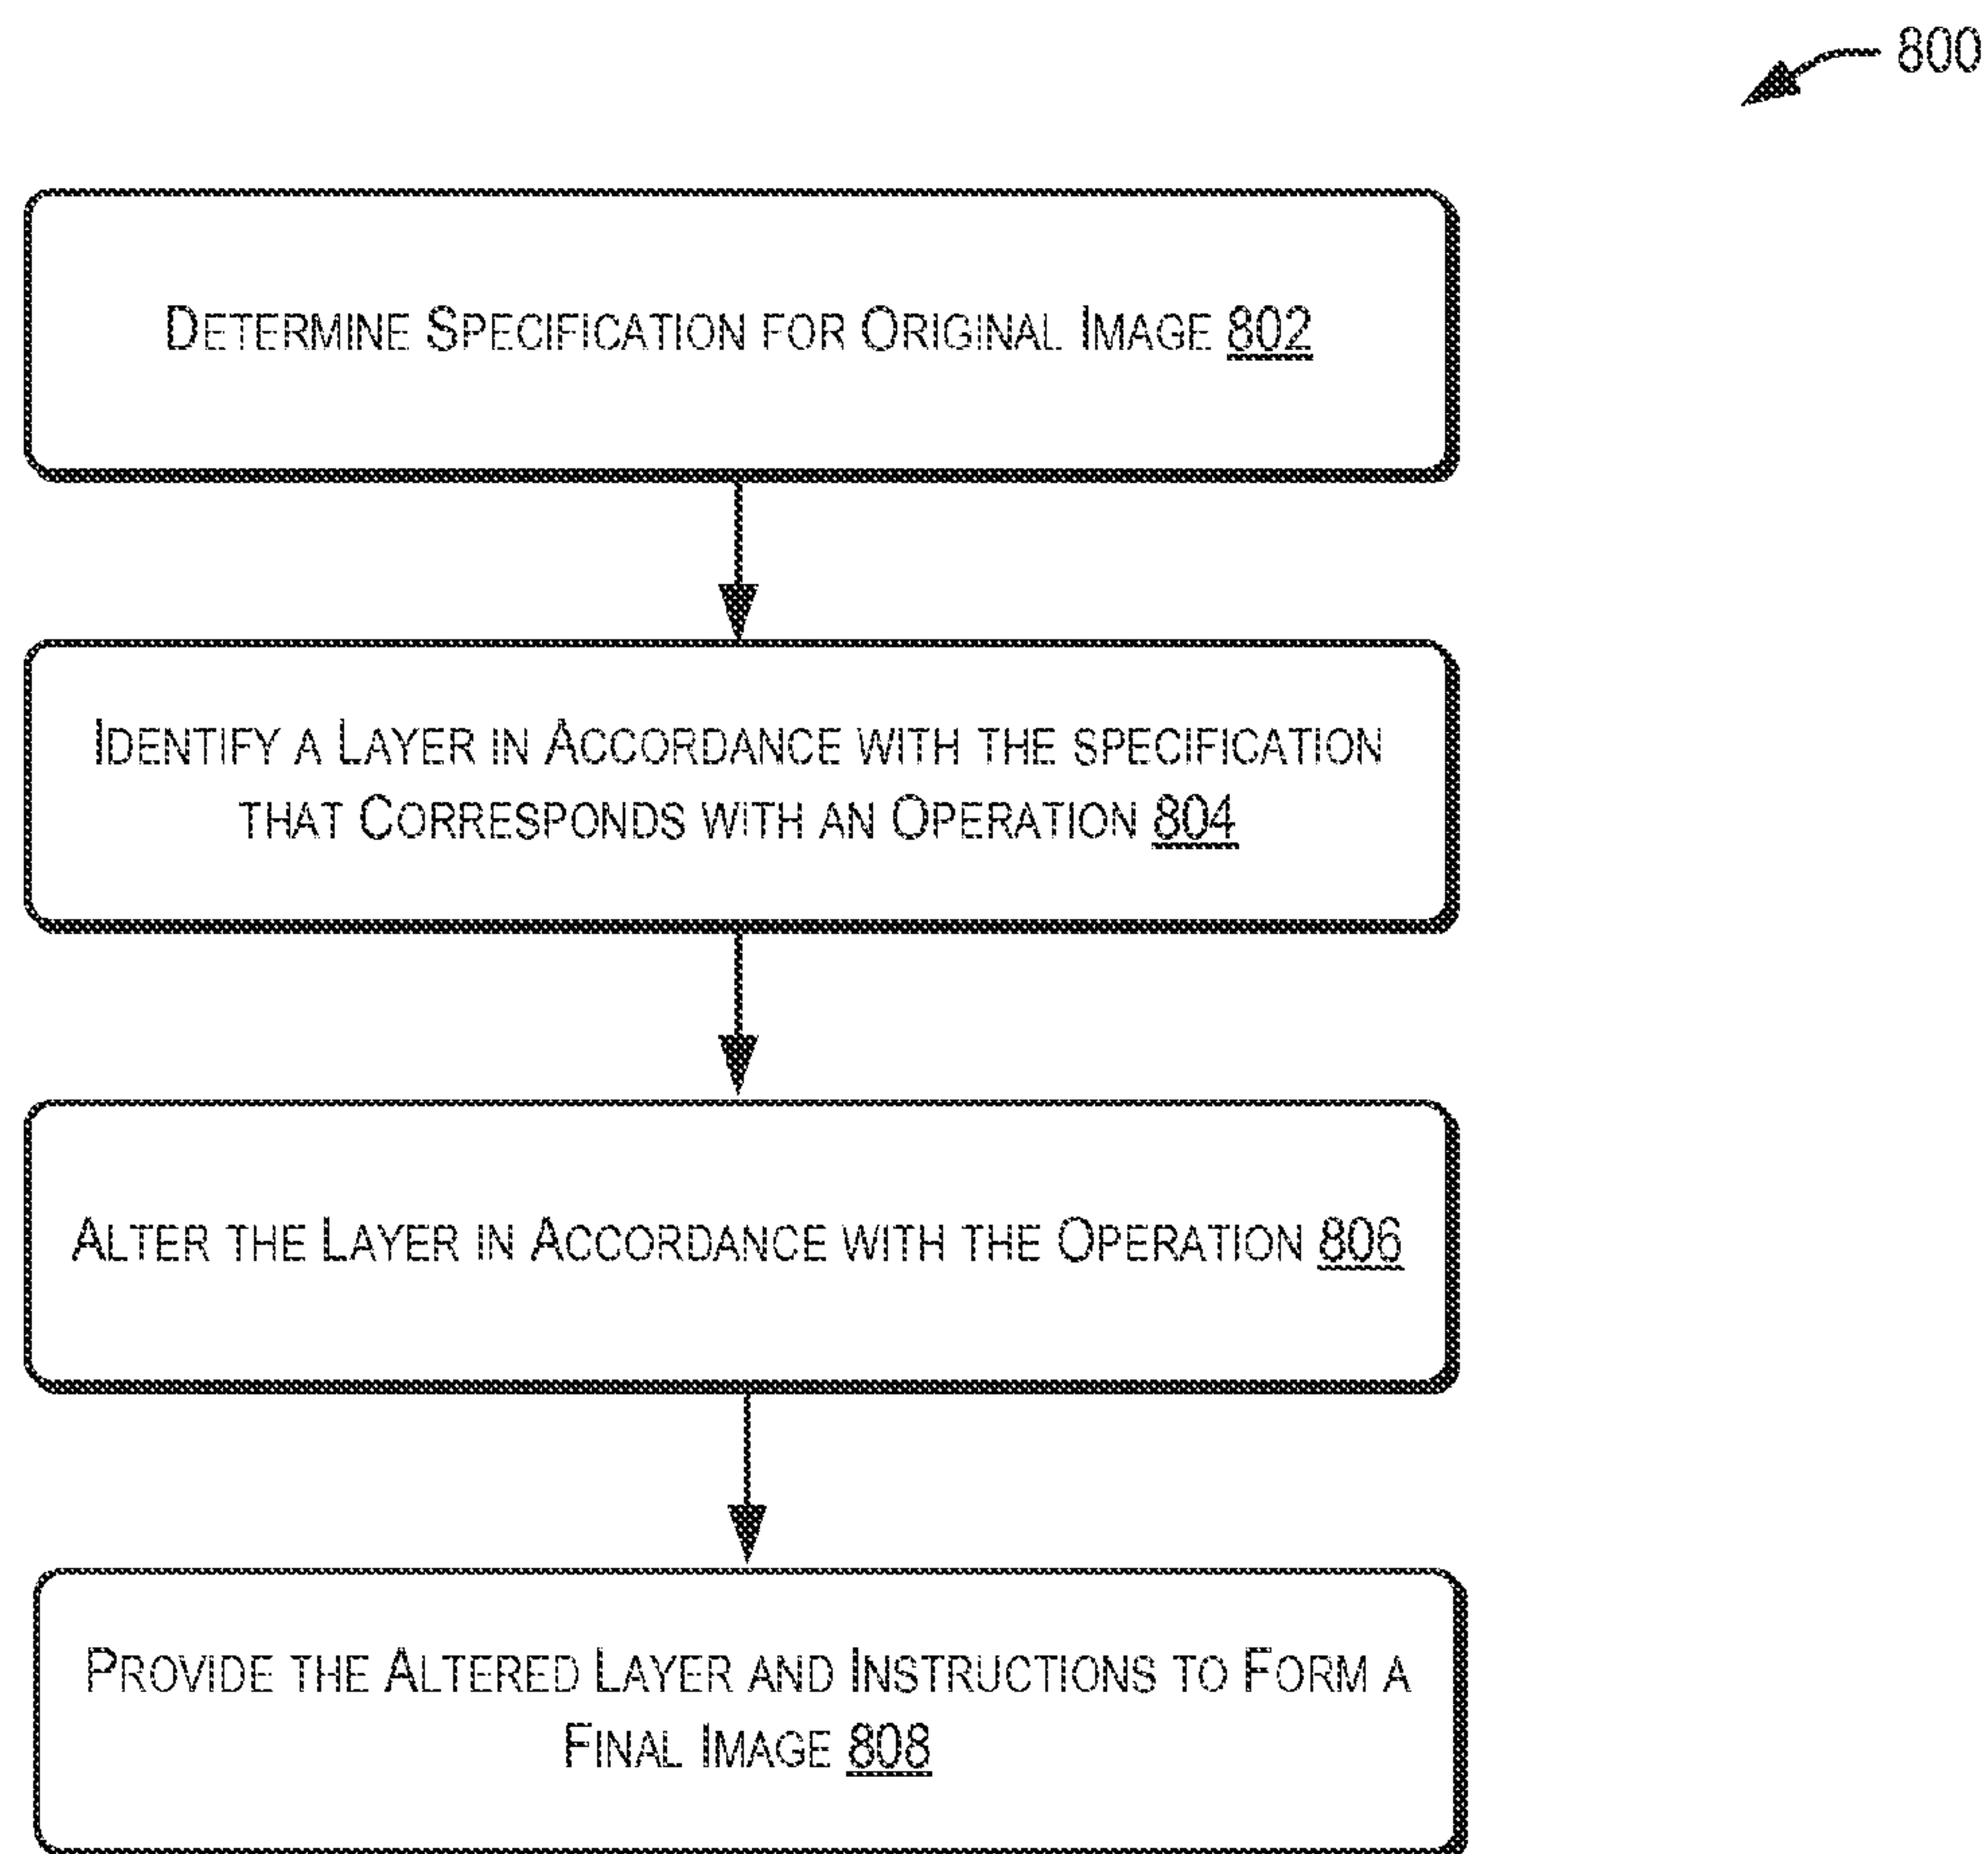 800
DETERMINE SPECIFICATION FOR ORIGINAL IMAGE 802
IDENTIFY A LAYER IN ACCORDANCE WITH THE SPECIFICATION
THAT CORRESPONDS WITH AN OPERATION 804
ALTER THE LAYER IN ACCORDANCE WITH THE OPERATION 806
PROVIDE THE ALTERED LAYER AND INSTRUCTIONS TO FORM A
FINAL IMAGE 808